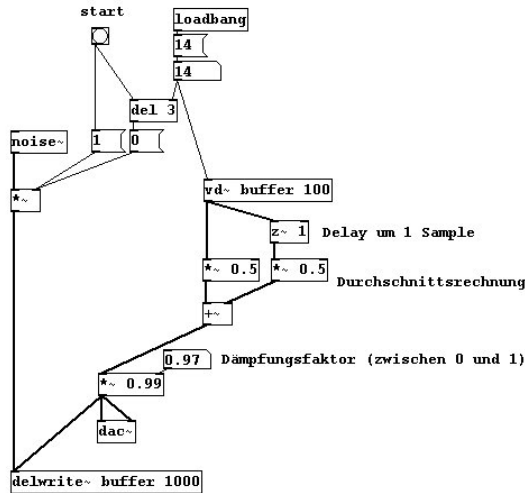 start
loadbang
14
14
del 3
noise~
1
0
*~
vd~ buffer 100
z~ 1
Delay um 1 Sample
*~ 0.5
*~ 0.5
Durchschnittsrechnung
+~
0.97
Dämpfungsfaktor (zwischen 0 und 1)
*~ 0.99
dac~
delwrite~ buffer 1000